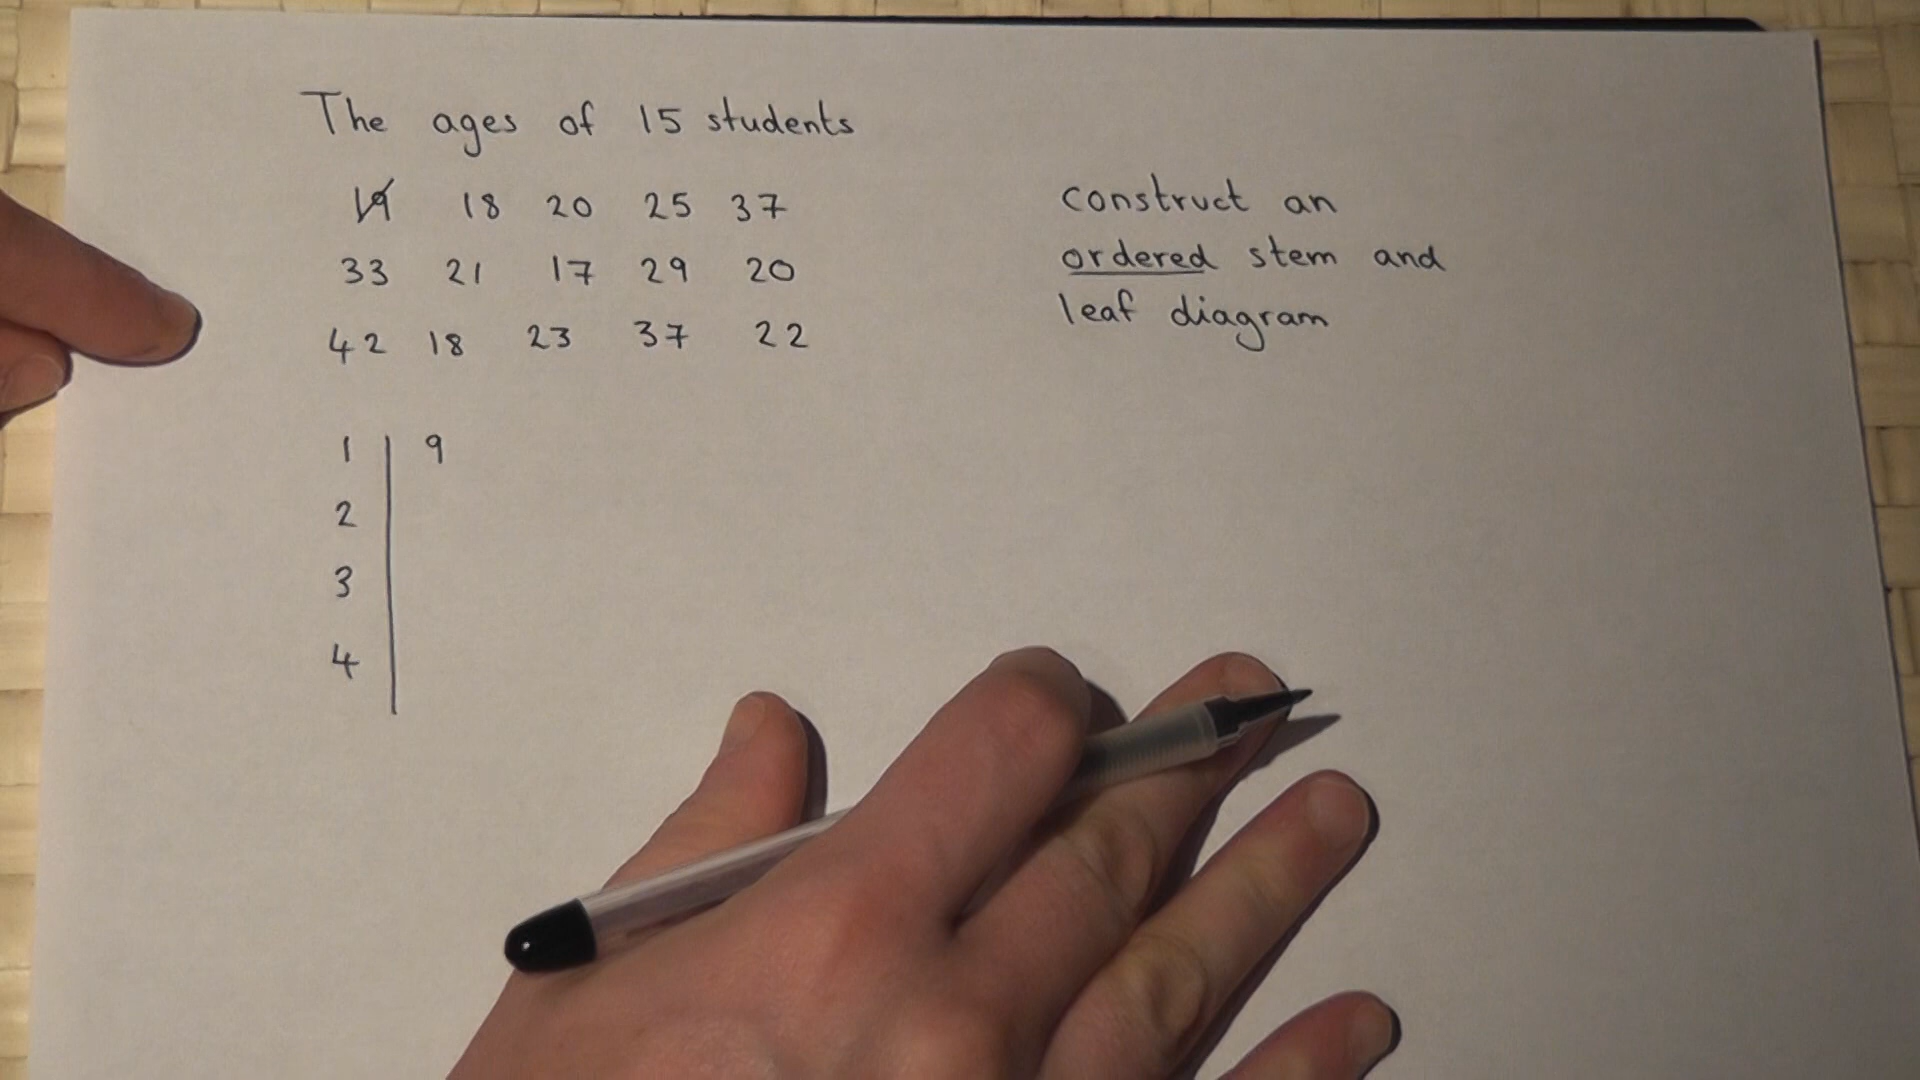 The ages of 15 students
19 18 20 25 37
33 21 17 29 20
42 18 23 37 22
construct an
ordered stem and
leaf diagram
1 | 9
2
3
4